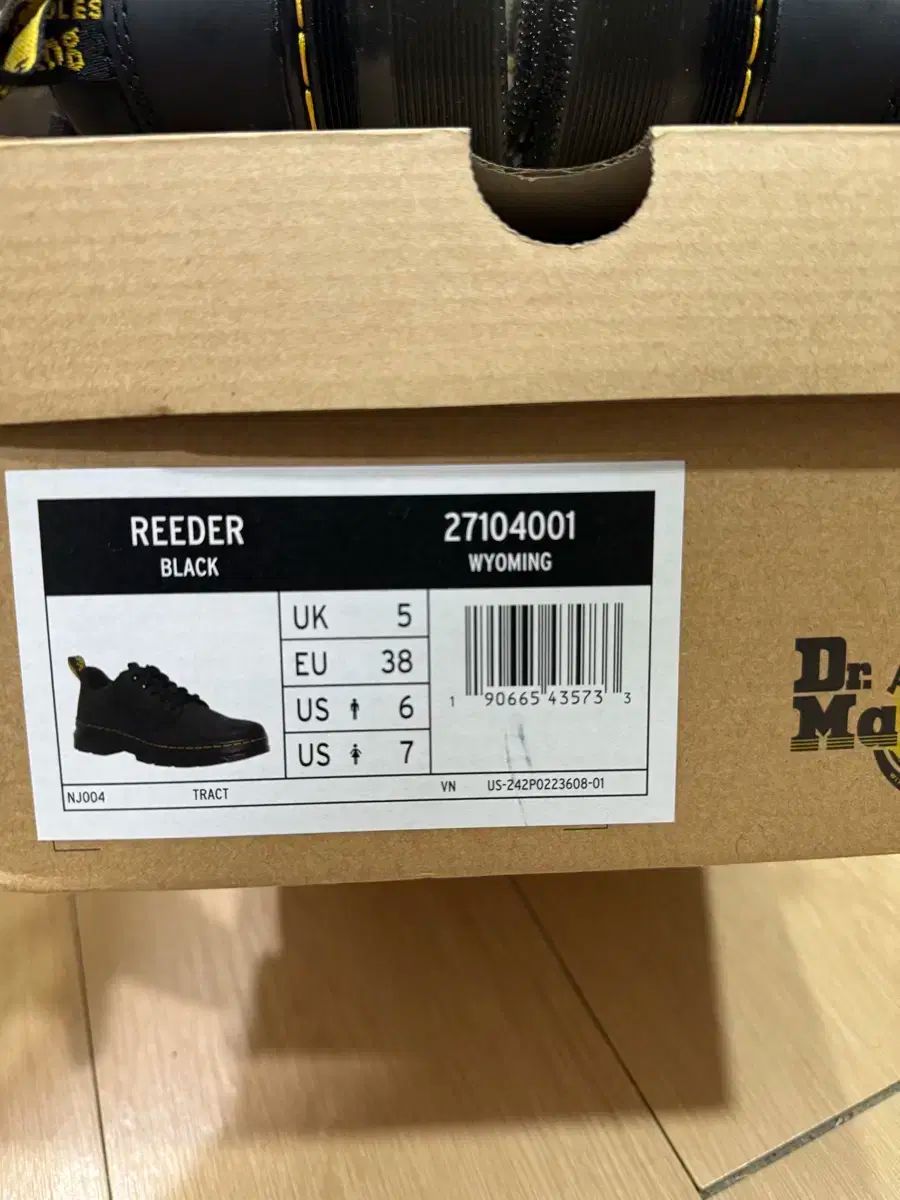 REEDER
BLACK
27104001
WYOMING
UK 5
EU 38
US 6
US 7
1 90665 43573 3
NJ004 TRACT VN US-242P0223608-01
Dr.
Ma